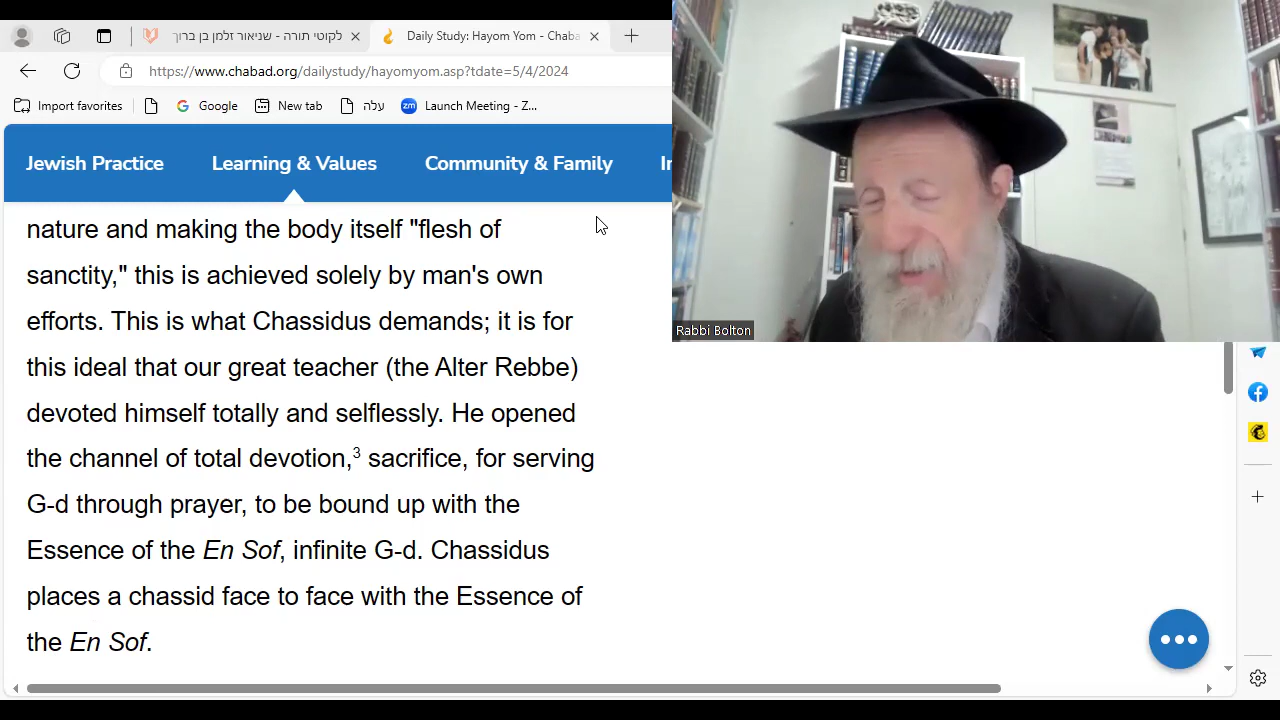 לקוטי תורה - שניאור זלמן בן ברוך
Daily Study: Hayom Yom - Chaba
https://www.chabad.org/dailystudy/hayomyom.asp?tdate=5/4/2024
Import favorites
Google
New tab
עלה
Launch Meeting - Z...
Jewish Practice
Learning & Values
Community & Family
In
nature and making the body itself "flesh of
sanctity," this is achieved solely by man's own
efforts. This is what Chassidus demands; it is for
this ideal that our great teacher (the Alter Rebbe)
devoted himself totally and selflessly. He opened
the channel of total devotion,³ sacrifice, for serving
G-d through prayer, to be bound up with the
Essence of the En Sof, infinite G-d. Chassidus
places a chassid face to face with the Essence of
the En Sof.
Rabbi Bolton